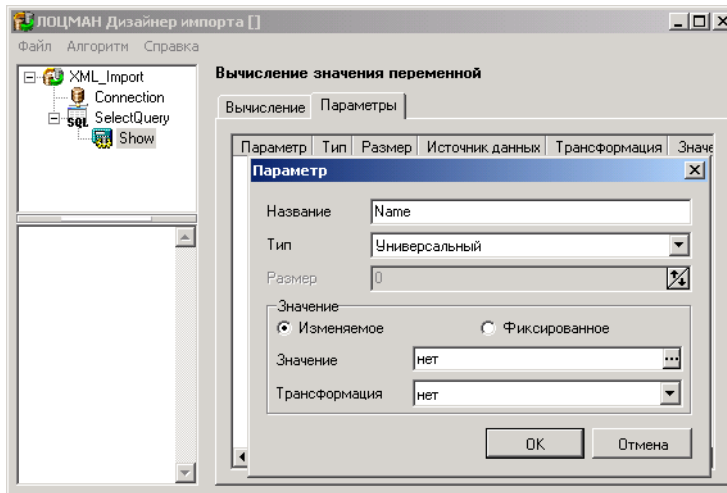 ЛОЦМАН Дизайнер импорта []
Файл Алгоритм Справка
XML_Import
Connection
SQL SelectQuery
Show
Вычисление значения переменной
Вычисление Параметры
Параметр Тип Размер Источник данных Трансформация Значе
Параметр
Название Name
Тип Универсальный
Размер 0
Значение
Изменяемое Фиксированное
Значение нет ...
Трансформация нет
OK Отмена